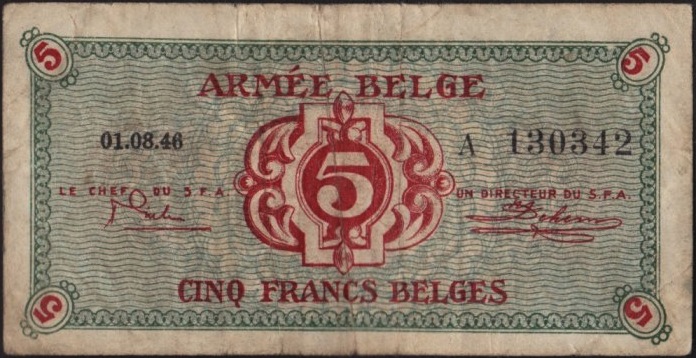 5 5
ARMÉE BELGE
01.08.46
A 130342
5
LE CHEF DU S.F.A.
UN DIRECTEUR DU S.F.A.
CINQ FRANCS BELGES
5 5